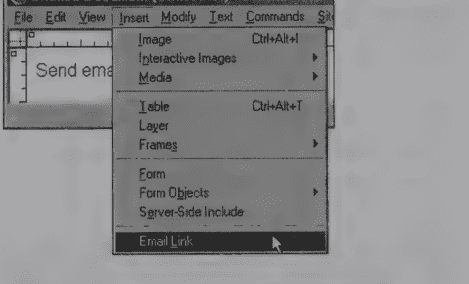 File Edit View Insert Modify Text Commands
Send ema
Image Ctrl+Alt+I
Interactive Images
Media
Table Ctrl+Alt+T
Layer
Frames
Form
Form Objects
Server-Side Include
Email Link